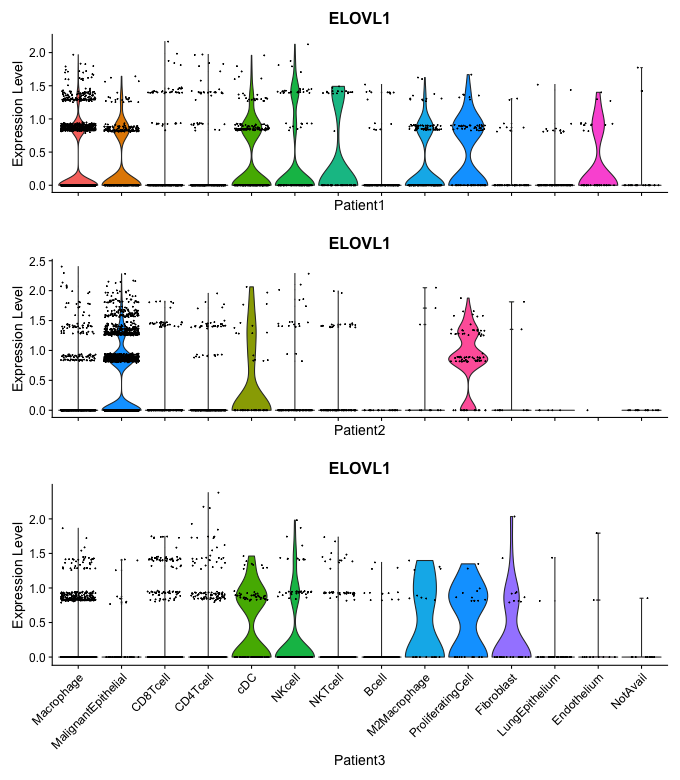 ELOVL1
Expression Level
2.0
1.5
1.0
0.5
0.0
Patient1
ELOVL1
Expression Level
2.5
2.0
1.5
1.0
0.5
0.0
Patient2
ELOVL1
Expression Level
2.0
1.5
1.0
0.5
0.0
Macrophage
MalignantEpithelial
CD8Tcell
CD4Tcell
cDC
NKcell
NKTcell
Bcell
M2Macrophage
ProliferatingCell
Fibroblast
LungEpithelium
Endothelium
NotAvail
Patient3